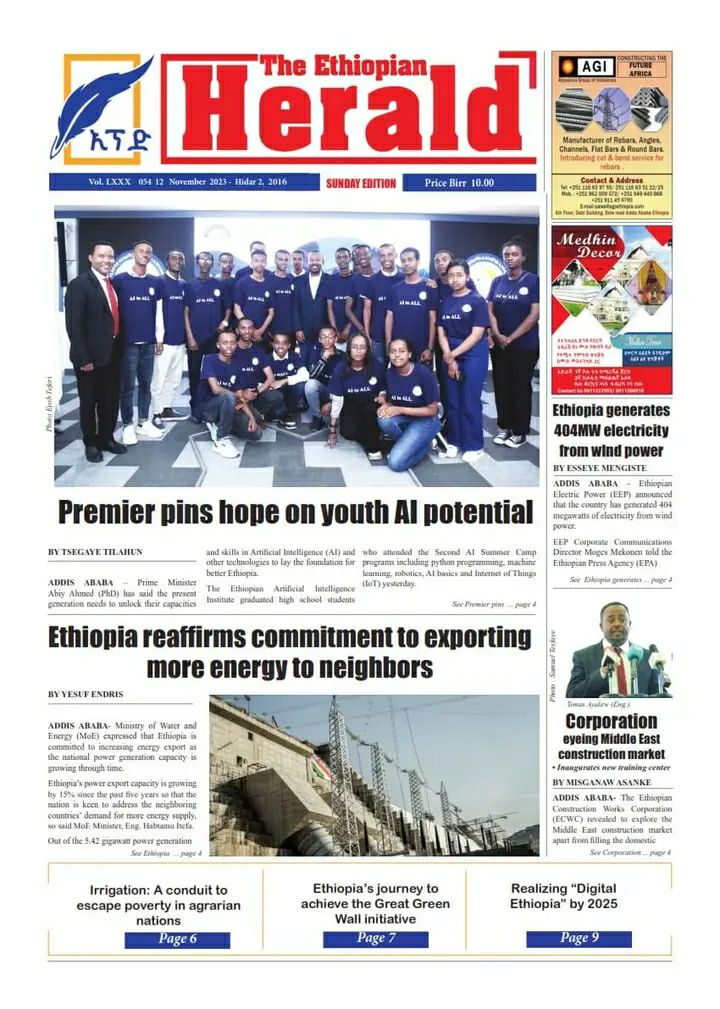 አፕድ
The Ethiopian
Herald
Vol. LXXX 054 12 November 2023 - Hidar 2, 2016
SUNDAY EDITION
Price Birr 10.00
AGI
CONSTRUCTING THE
FUTURE
AFRICA
Manufacturer of Rebars, Angles,
Channels, Flat Bars & Round Bars.
Introducing cut & bend service for
rebars .
Contact & Address
Medhin
Decor
AI to ALL
Photo Eyob Teferi
Premier pins hope on youth AI potential
BY TSEGAYE TILAHUN
ADDIS ABABA – Prime Minister
Abiy Ahmed (PhD) has said the present
generation needs to unlock their capacities
and skills in Artificial Intelligence (AI) and
other technologies to lay the foundation for
better Ethiopia.
The Ethiopian Artificial Intelligence
Institute graduated high school students
who attended the Second AI Summer Camp
programs including python programming, machine
learning, robotics, AI basics and Internet of Things
(IoT) yesterday.
See Premier pins ... page 4
Ethiopia generates
404MW electricity
from wind power
BY ESSEYE MENGISTE
ADDIS ABABA - Ethiopian
Electric Power (EEP) announced
that the country has generated 404
megawatts of electricity from wind
power.
EEP Corporate Communications
Director Moges Mekonen told the
Ethiopian Press Agency (EPA)
See Ethiopia generates ... page 4
Ethiopia reaffirms commitment to exporting
more energy to neighbors
BY YESUF ENDRIS
ADDIS ABABA- Ministry of Water and
Energy (MoE) expressed that Ethiopia is
committed to increasing energy export as
the national power generation capacity is
growing through time.
Ethiopia's power export capacity is growing
by 15% since the past five years so that the
nation is keen to address the neighboring
countries' demand for more energy supply,
so said MoE Minister, Eng. Habtamu Itefa.
Out of the 5.42 gigawatt power generation
See Ethiopia ... page 4
Photo : Samuel Tesfaye
Yonas Ayalew (Eng.)
Corporation
eyeing Middle East
construction market
• Inaugurates new training center
BY MISGANAW ASANKE
ADDIS ABABA- The Ethiopian
Construction Works Corporation
(ECWC) revealed to explore the
Middle East construction market
apart from filling the domestic
See Corporation ... page 4
Irrigation: A conduit to
escape poverty in agrarian
nations
Page 6
Ethiopia's journey to
achieve the Great Green
Wall initiative
Page 7
Realizing “Digital
Ethiopia” by 2025
Page 9